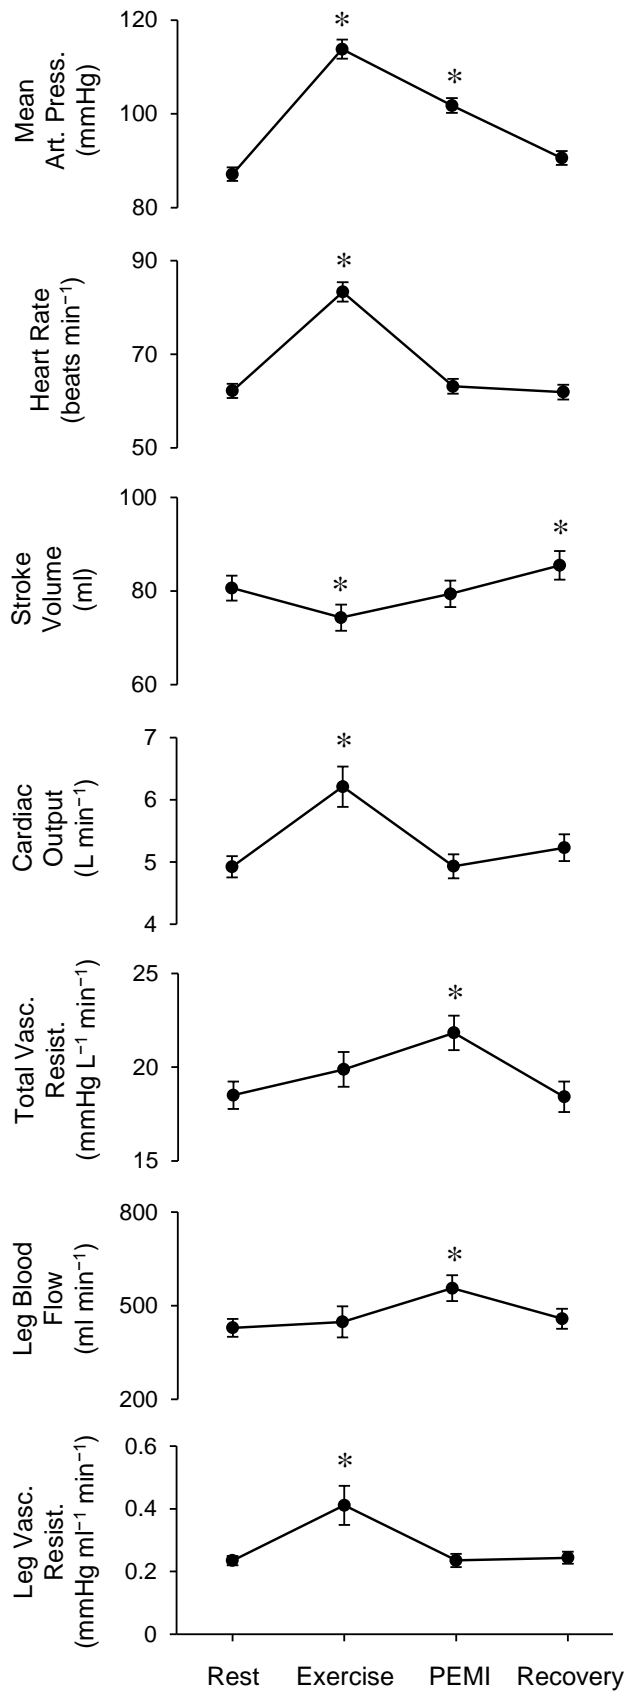 Mean
Art. Press.
(mmHg)
120
*
*
100
80
Heart Rate
(beats min⁻¹)
90
*
70
50
Stroke
Volume
(ml)
100
*
*
80
60
Cardiac
Output
(L min⁻¹)
7
*
6
5
4
Total Vasc.
Resist.
(mmHg L⁻¹ min⁻¹)
25
*
20
15
Leg Blood
Flow
(ml min⁻¹)
800
*
500
200
Leg Vasc.
Resist.
(mmHg ml⁻¹ min⁻¹)
0.6
*
0.4
0.2
0
Rest Exercise PEMI Recovery